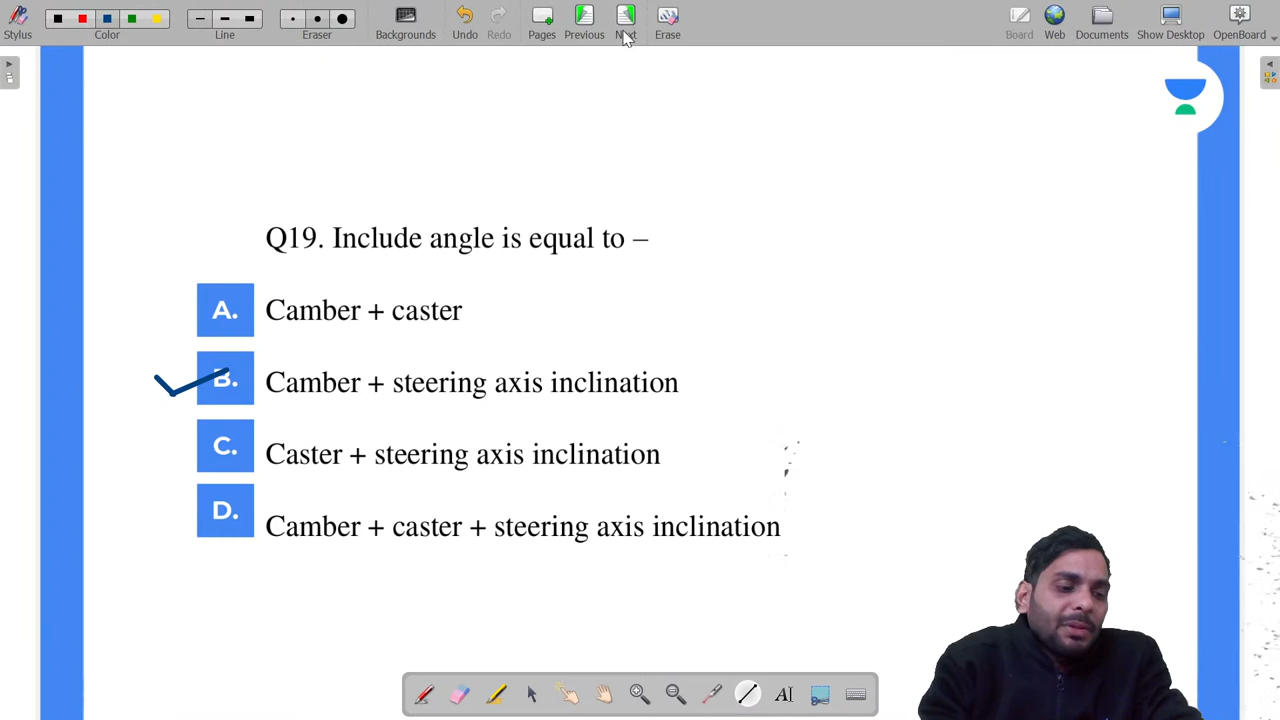 Stylus
Color
Line
Eraser
Backgrounds
Undo
Redo
Pages
Previous
Next
Erase
Board
Web
Documents
Show Desktop
OpenBoard
Q19. Include angle is equal to –
A. Camber + caster
B. Camber + steering axis inclination
C. Caster + steering axis inclination
D. Camber + caster + steering axis inclination
AI